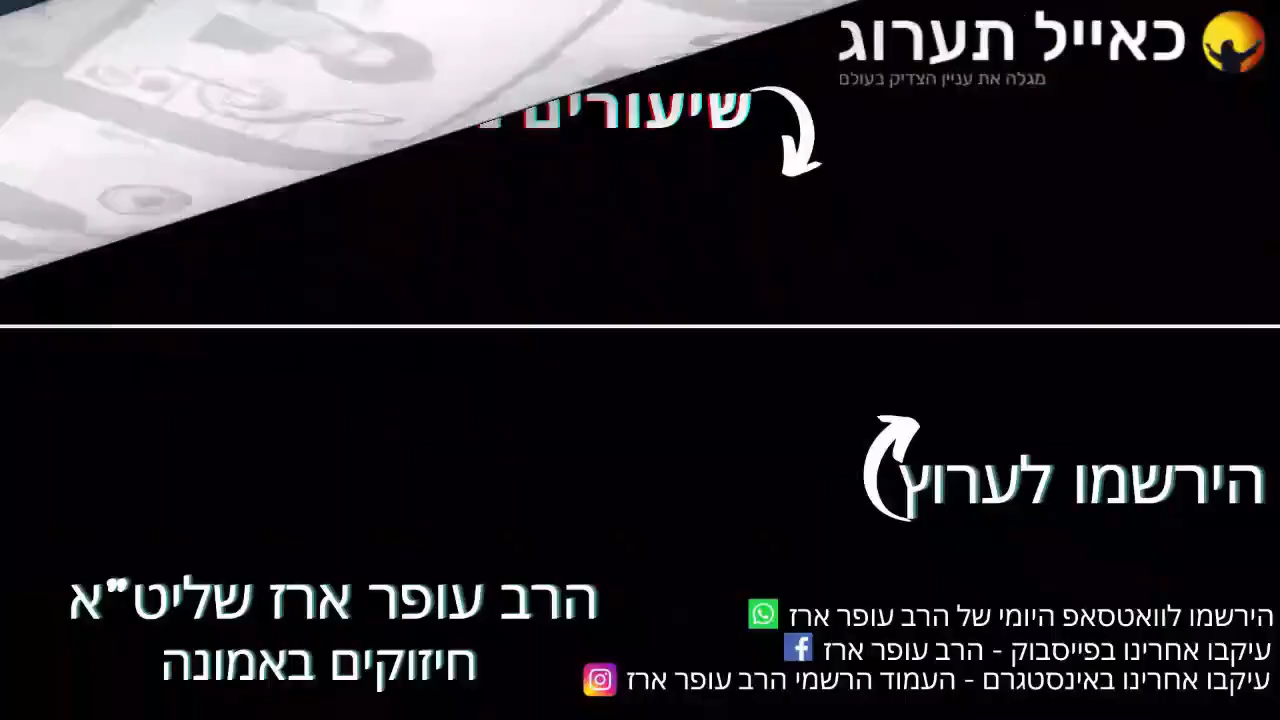 כאייל תערוג
מגלה את עניין הצדיק בעולם
שיעורים
הירשמו לערוץ
הרב עופר ארז שליט"א
חיזוקים באמונה
הירשמו לוואטסאפ היומי של הרב עופר ארז
עיקבו אחרינו בפייסבוק - הרב עופר ארז
עיקבו אחרינו באינסטגרם - העמוד הרשמי הרב עופר ארז